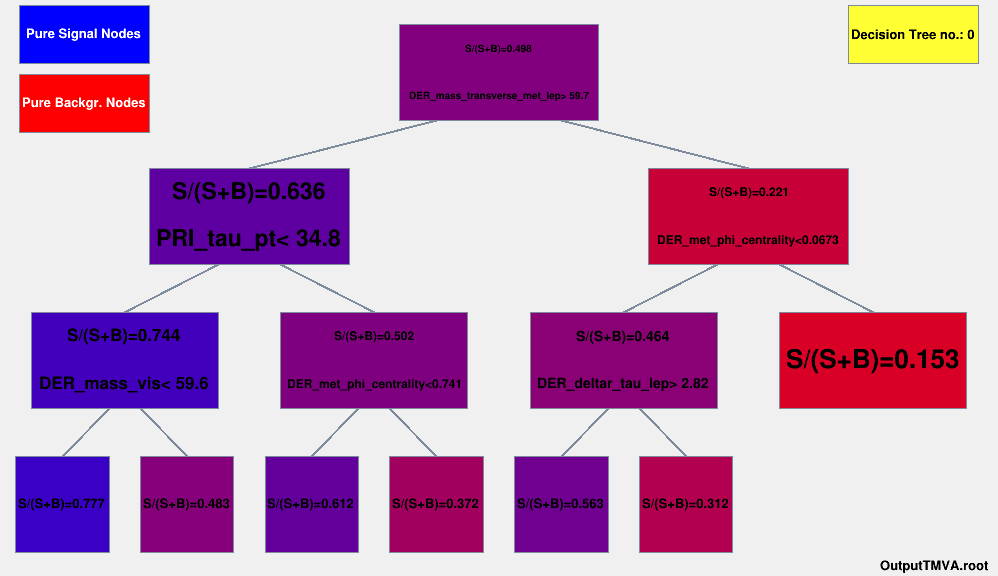 Pure Signal Nodes
Pure Backgr. Nodes
Decision Tree no.: 0
S/(S+B)=0.498
DER_mass_transverse_met_lep> 59.7
S/(S+B)=0.636
PRI_tau_pt< 34.8
S/(S+B)=0.221
DER_met_phi_centrality<0.0673
S/(S+B)=0.744
DER_mass_vis< 59.6
S/(S+B)=0.502
DER_met_phi_centrality<0.741
S/(S+B)=0.464
DER_deltar_tau_lep> 2.82
S/(S+B)=0.153
S/(S+B)=0.777
S/(S+B)=0.483
S/(S+B)=0.612
S/(S+B)=0.372
S/(S+B)=0.563
S/(S+B)=0.312
OutputTMVA.root